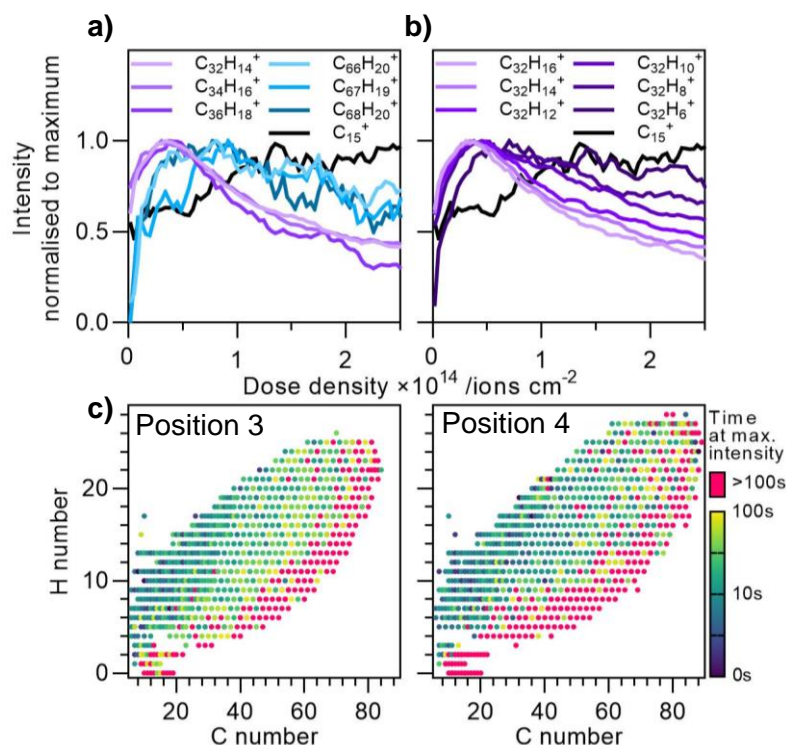 a)
C₃₂H₁₄⁺ C₆₆H₂₀⁺
C₃₄H₁₆⁺ C₆₇H₁₉⁺
C₃₆H₁₈⁺ C₆₈H₂₀⁺
C₁₅⁺
b)
C₃₂H₁₆⁺ C₃₂H₁₀⁺
C₃₂H₁₄⁺ C₃₂H₈⁺
C₃₂H₁₂⁺ C₃₂H₆⁺
C₁₅⁺
Intensity
normalised to maximum
1.0
0.5
0.0
0 1 2
0 1 2
Dose density ×10¹⁴ /ions cm⁻²
c)
Position 3
Position 4
H number
20
10
0
20 40 60 80
20 40 60 80
C number
C number
Time
at max.
intensity
>100s
100s
10s
0s